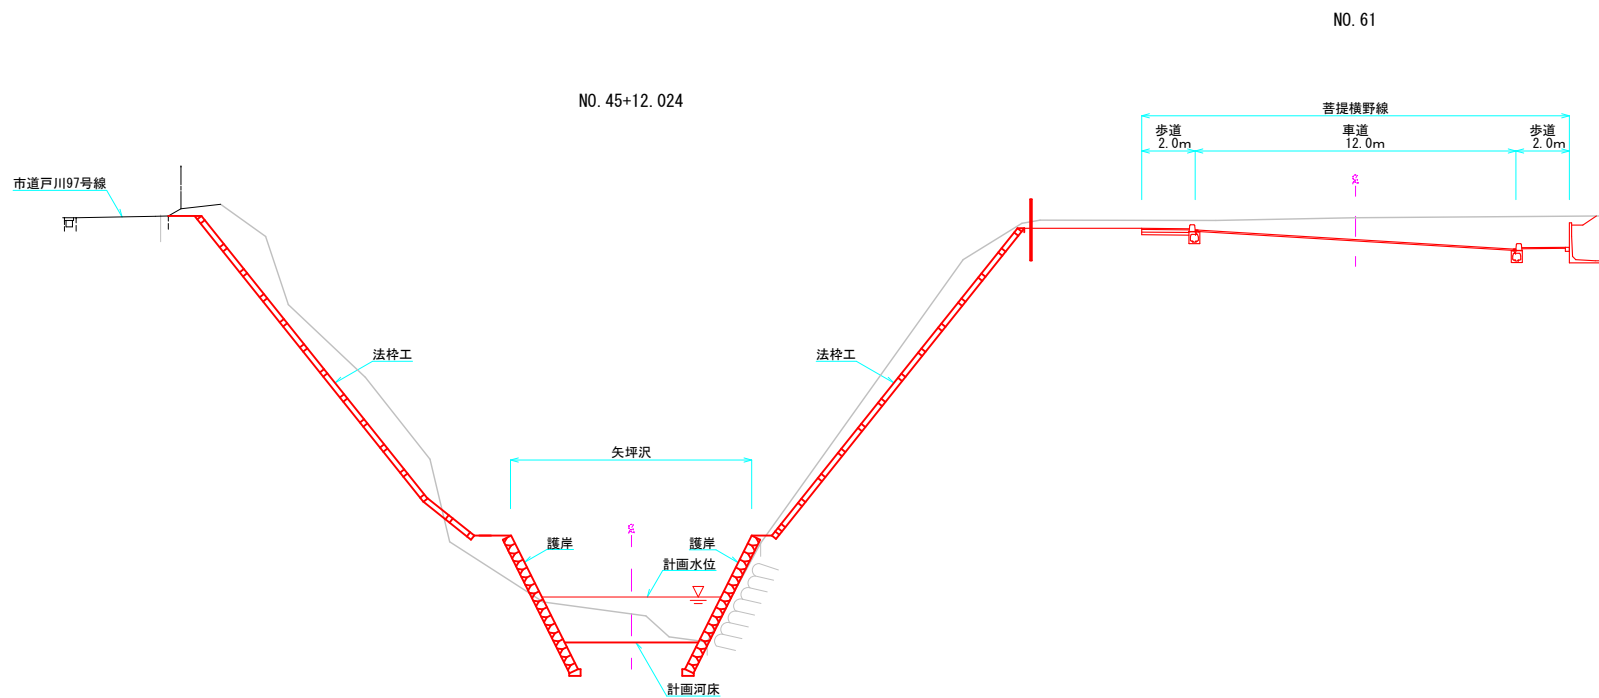 NO.61
NO.45+12.024
菩提横野線
歩道
2.0m
車道
12.0m
歩道
2.0m
市道戸川97号線
法枠工
法枠工
矢坪沢
護岸
護岸
計画水位
計画河床